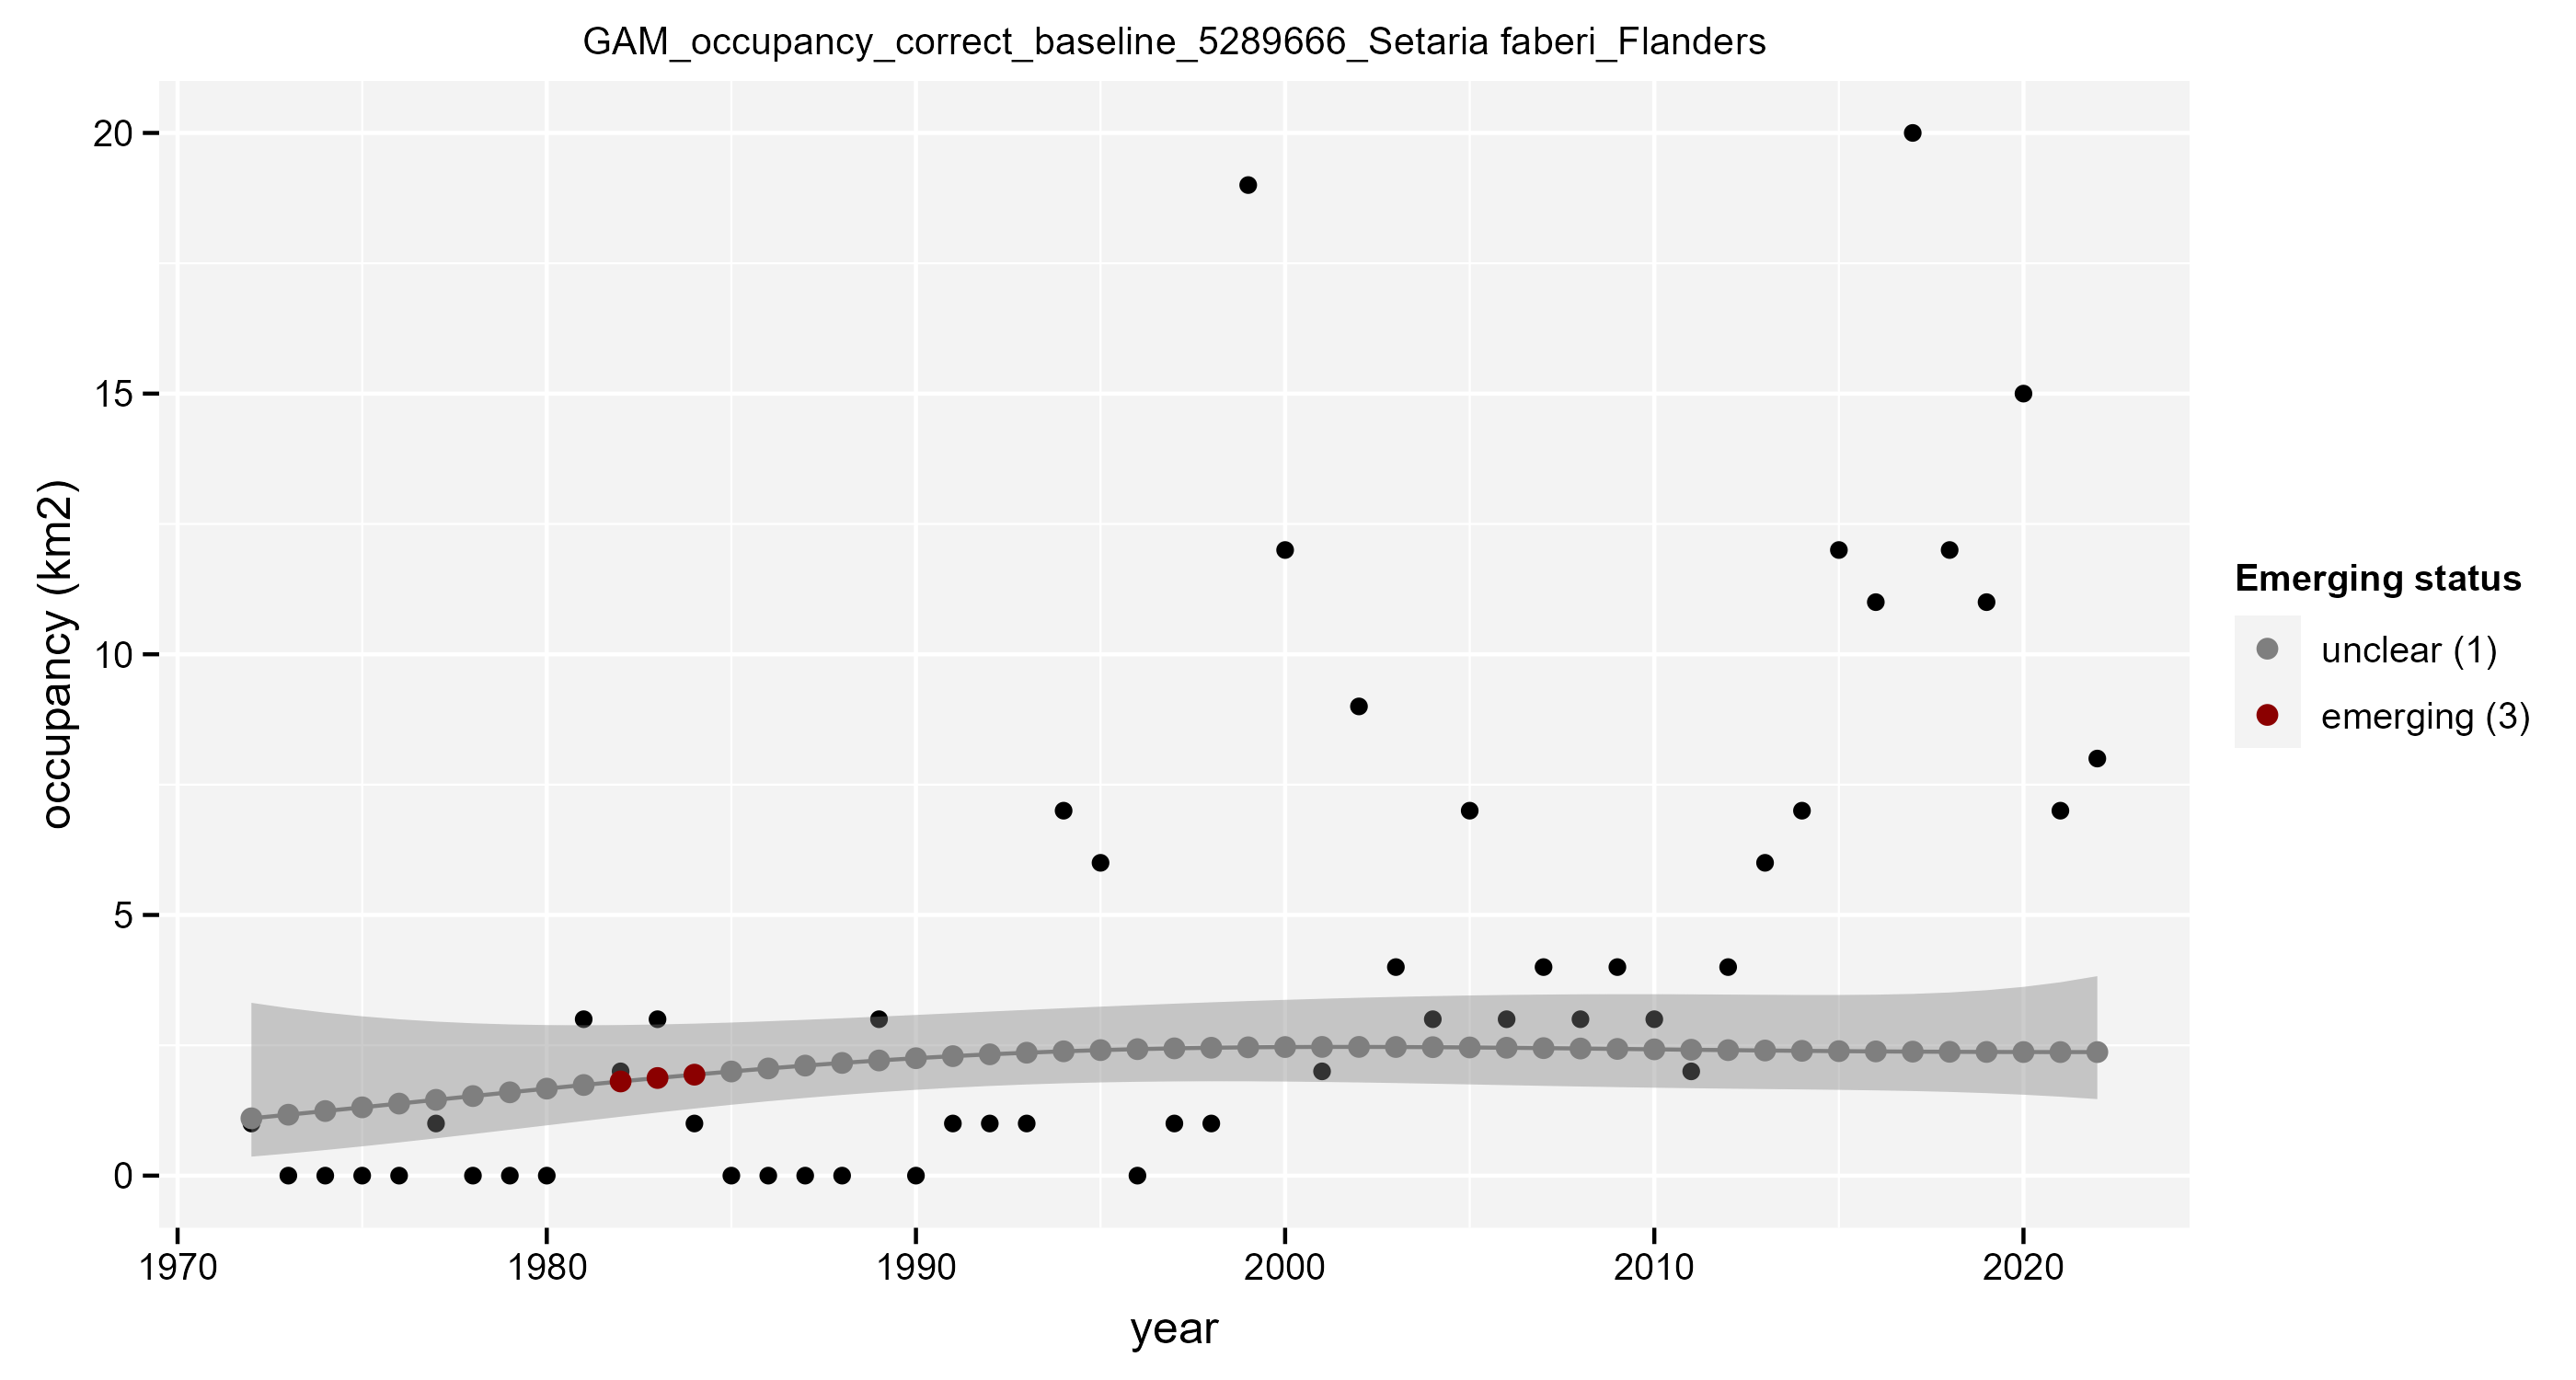 GAM_occupancy_correct_baseline_5289666_Setaria faberi_Flanders
20
15
10
5
0
occupancy (km2)
1970 1980 1990 2000 2010 2020
year
Emerging status
unclear (1)
emerging (3)